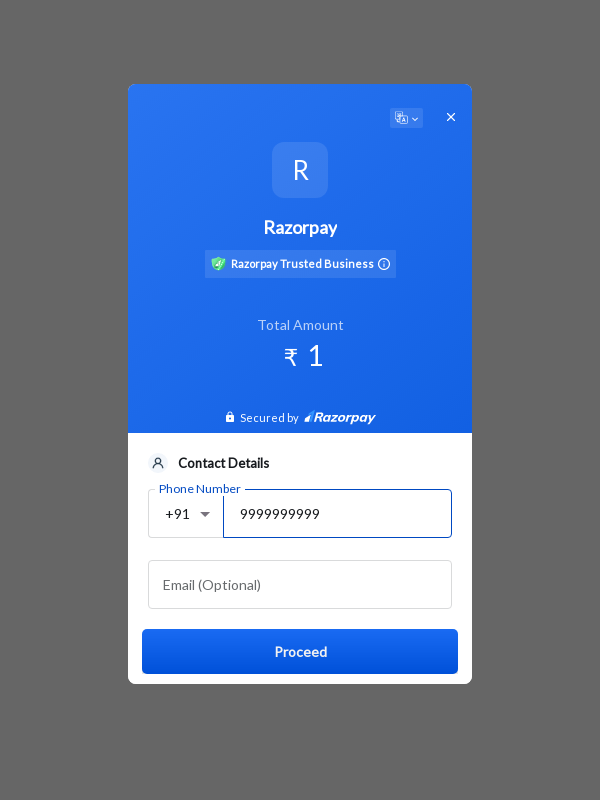 R
Razorpay
Razorpay Trusted Business
Total Amount
₹ 1
Secured by Razorpay
Contact Details
Phone Number
+91 9999999999
Email (Optional)
Proceed